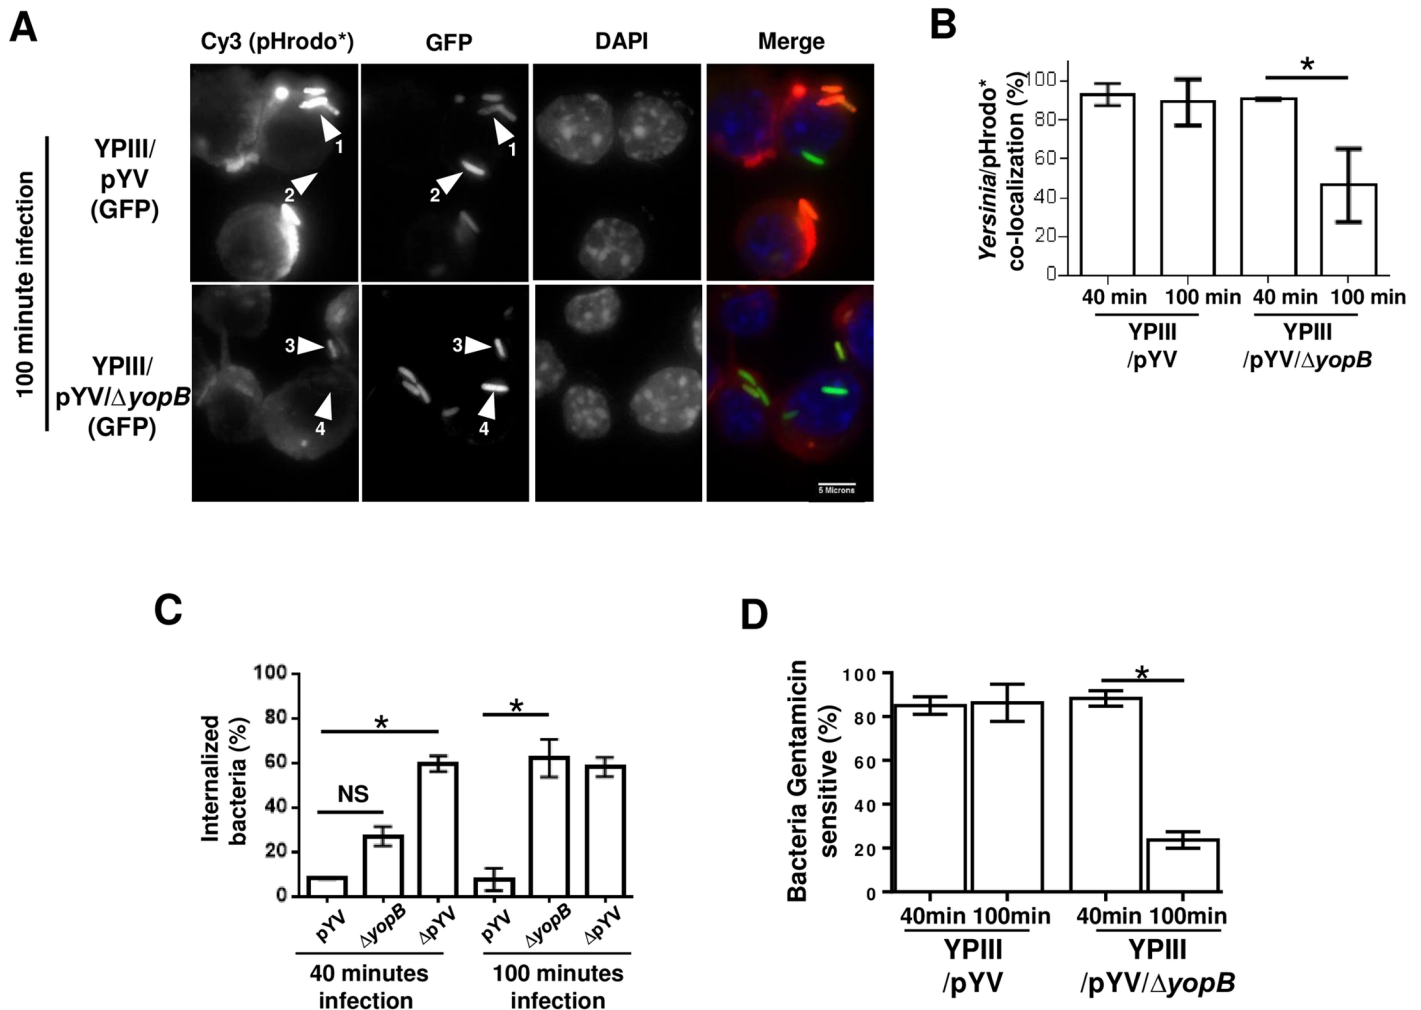 A
Cy3 (pHrodo*)
GFP
DAPI
Merge
100 minute infection
YPIII/
pYV
(GFP)
1
2
1
2
YPIII/
pYV/ΔyopB
(GFP)
3
4
3
4
5 Microns
B
Yersinia/pHrodo*
co-localization (%)
100
80
60
40
20
0
*
40 min 100 min 40 min 100 min
YPIII
/pYV
YPIII
/pYV/ΔyopB
C
Internalized
bacteria (%)
100
80
60
40
20
0
NS
*
*
pYV ΔyopB ΔpYV pYV ΔyopB ΔpYV
40 minutes
infection
100 minutes
infection
D
Bacteria Gentamicin
sensitive (%)
100
80
60
40
20
0
*
40min 100min 40min 100min
YPIII
/pYV
YPIII
/pYV/ΔyopB